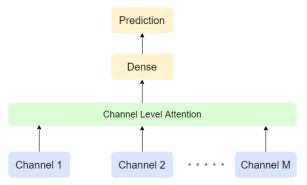 Prediction
Dense
Channel Level Attention
Channel 1
Channel 2
Channel M